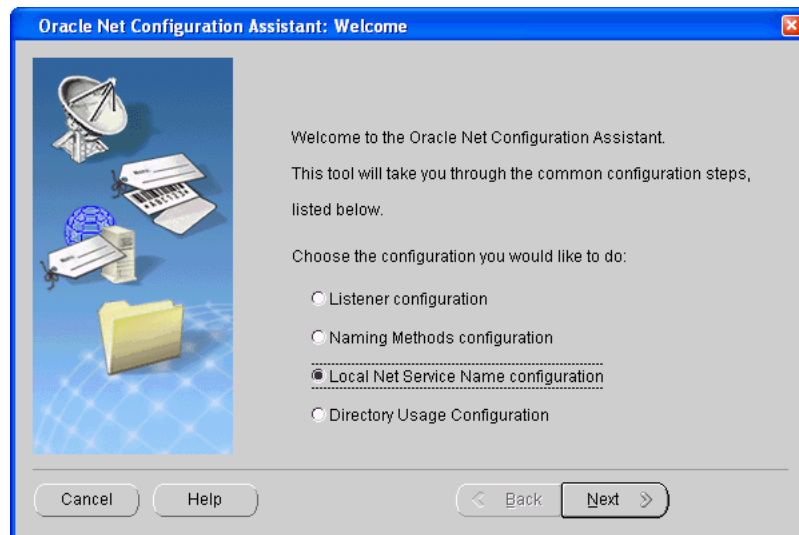 Oracle Net Configuration Assistant: Welcome
Welcome to the Oracle Net Configuration Assistant.
This tool will take you through the common configuration steps,
listed below.
Choose the configuration you would like to do:
Listener configuration
Naming Methods configuration
Local Net Service Name configuration
Directory Usage Configuration
Cancel
Help
Back
Next